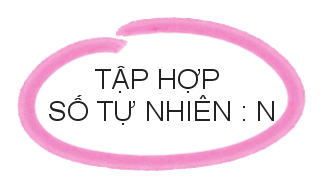 TẬP HỢP
SỐ TỰ NHIÊN : N